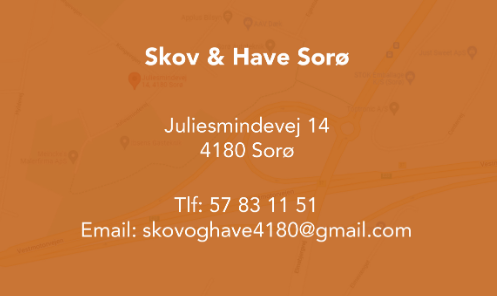 Skov & Have Sorø
Juliesmindevej 14
4180 Sorø
Tlf: 57 83 11 51
Email: skovoghave4180@gmail.com